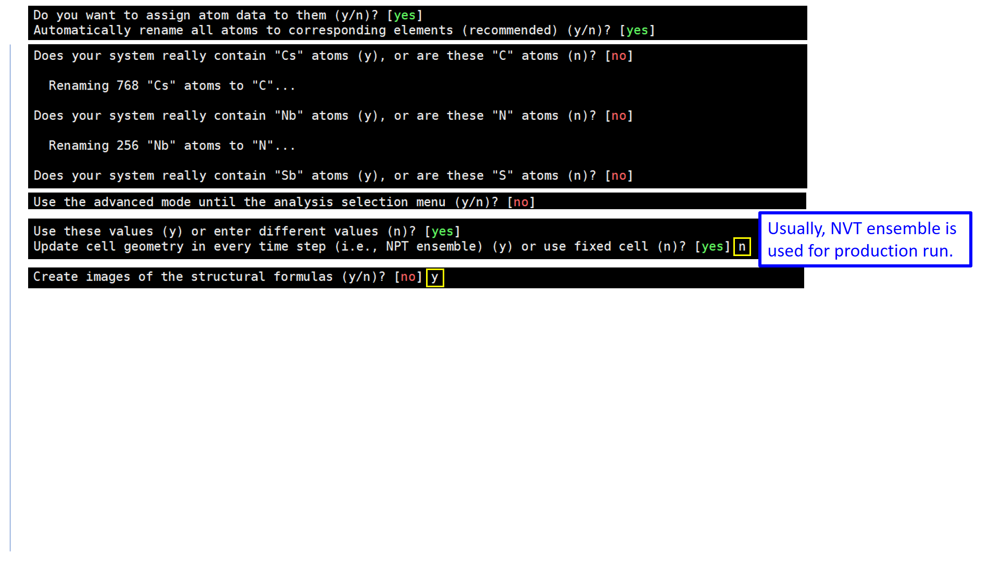 Do you want to assign atom data to them (y/n)? [yes]
Automatically rename all atoms to corresponding elements (recommended) (y/n)? [yes]
Does your system really contain "Cs" atoms (y), or are these "C" atoms (n)? [no]
Renaming 768 "Cs" atoms to "C"...
Does your system really contain "Nb" atoms (y), or are these "N" atoms (n)? [no]
Renaming 256 "Nb" atoms to "N"...
Does your system really contain "Sb" atoms (y), or are these "S" atoms (n)? [no]
Use the advanced mode until the analysis selection menu (y/n)? [no]
Use these values (y) or enter different values (n)? [yes]
Update cell geometry in every time step (i.e., NPT ensemble) (y) or use fixed cell (n)? [yes] n
Usually, NVT ensemble is
used for production run.
Create images of the structural formulas (y/n)? [no] y